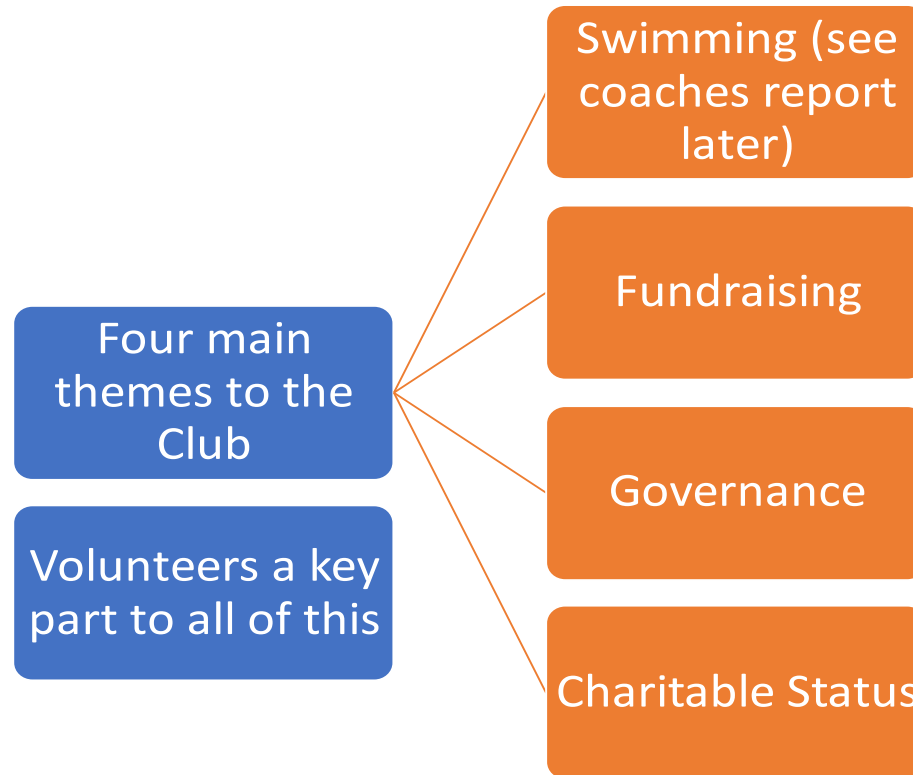 Four main
themes to the
Club
Volunteers a key
part to all of this
Swimming (see
coaches report
later)
Fundraising
Governance
Charitable Status